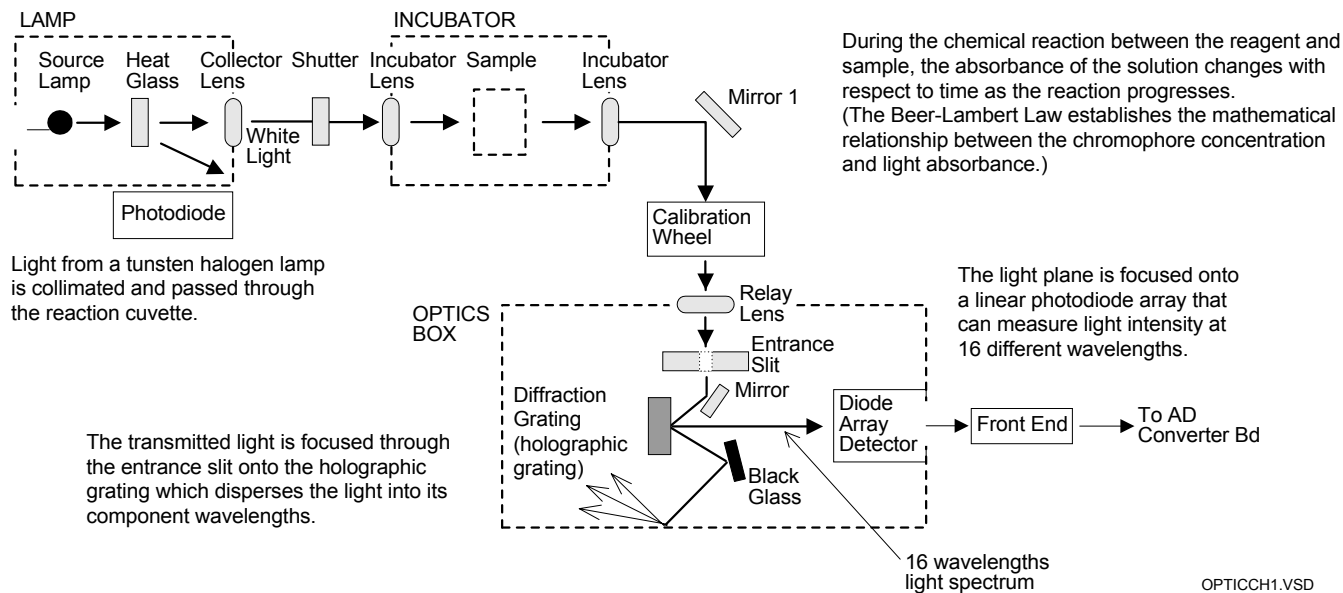 LAMP
INCUBATOR
Source
Lamp
Heat
Glass
Collector
Lens
Shutter
Incubator
Lens
Sample
Incubator
Lens
White
Light
Mirror 1
Photodiode
Light from a tunsten halogen lamp
is collimated and passed through
the reaction cuvette.
During the chemical reaction between the reagent and
sample, the absorbance of the solution changes with
respect to time as the reaction progresses.
(The Beer-Lambert Law establishes the mathematical
relationship between the chromophore concentration
and light absorbance.)
Calibration
Wheel
The light plane is focused onto
a linear photodiode array that
can measure light intensity at
16 different wavelengths.
OPTICS
BOX
Relay
Lens
Entrance
Slit
Mirror
Diffraction
Grating
(holographic
grating)
Diode
Array
Detector
Front End
To AD
Converter Bd
Black
Glass
The transmitted light is focused through
the entrance slit onto the holographic
grating which disperses the light into its
component wavelengths.
16 wavelengths
light spectrum
OPTICCH1.VSD